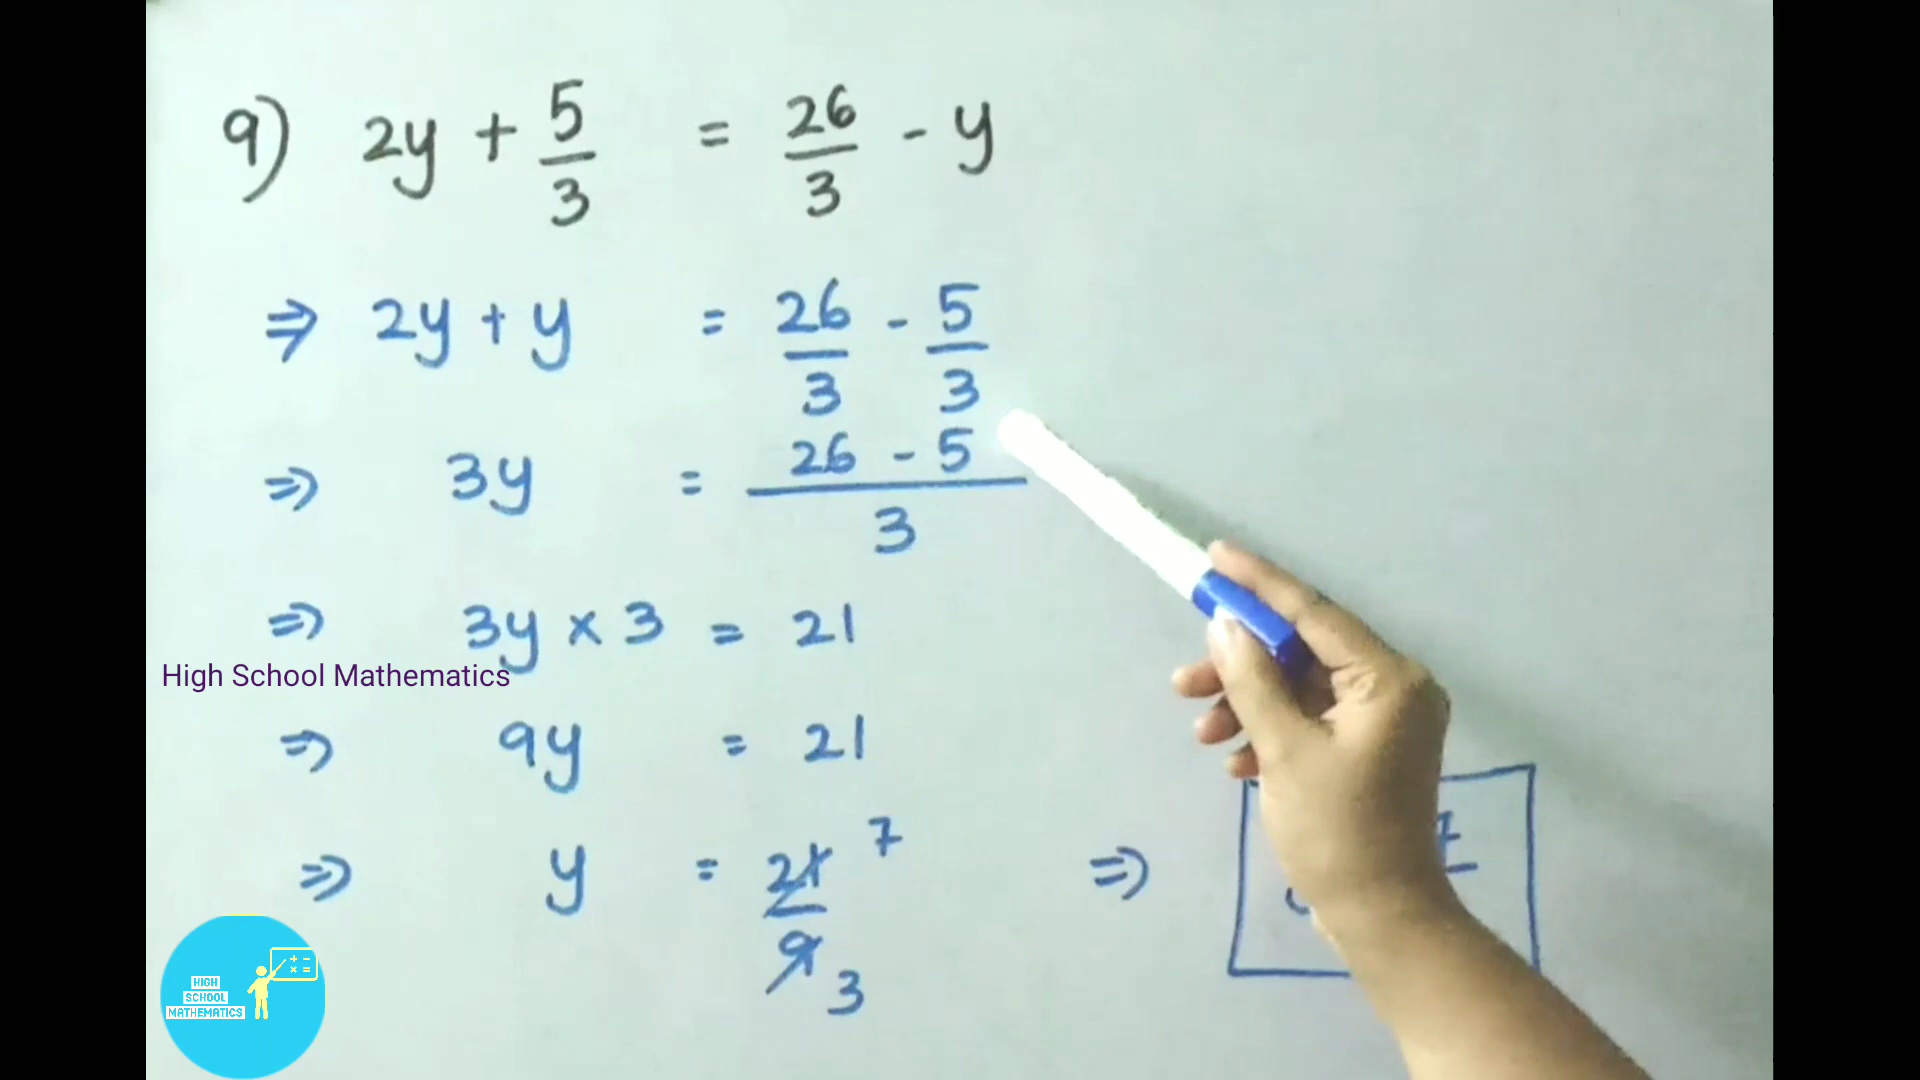 9) 2y + 5/3 = 26/3 - y
⇒ 2y + y = 26/3 - 5/3
⇒ 3y = 26 - 5 / 3
⇒ 3y × 3 = 21
High School Mathematics
⇒ 9y = 21
⇒ y = 21/9 7 3 ⇒ 7
HIGH
SCHOOL
MATHEMATICS